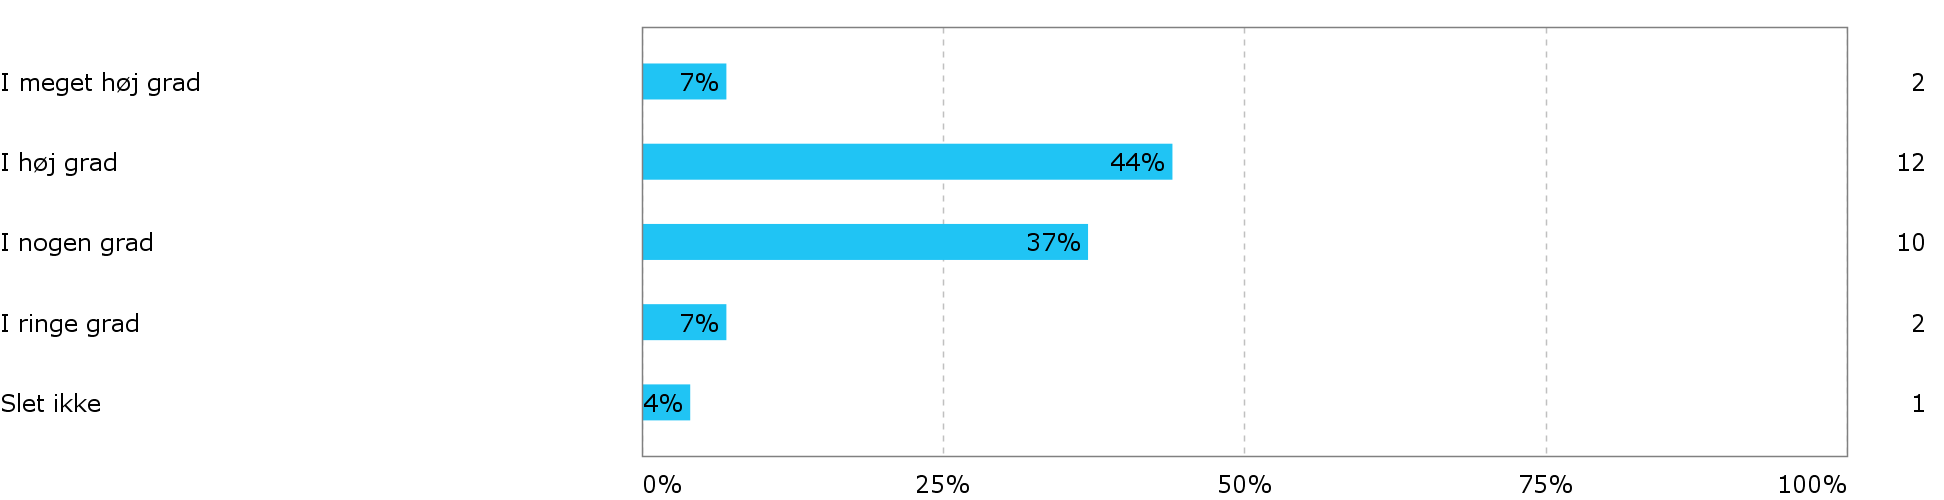 I meget høj grad 7% 2
I høj grad 44% 12
I nogen grad 37% 10
I ringe grad 7% 2
Slet ikke 4% 1
0% 25% 50% 75% 100%